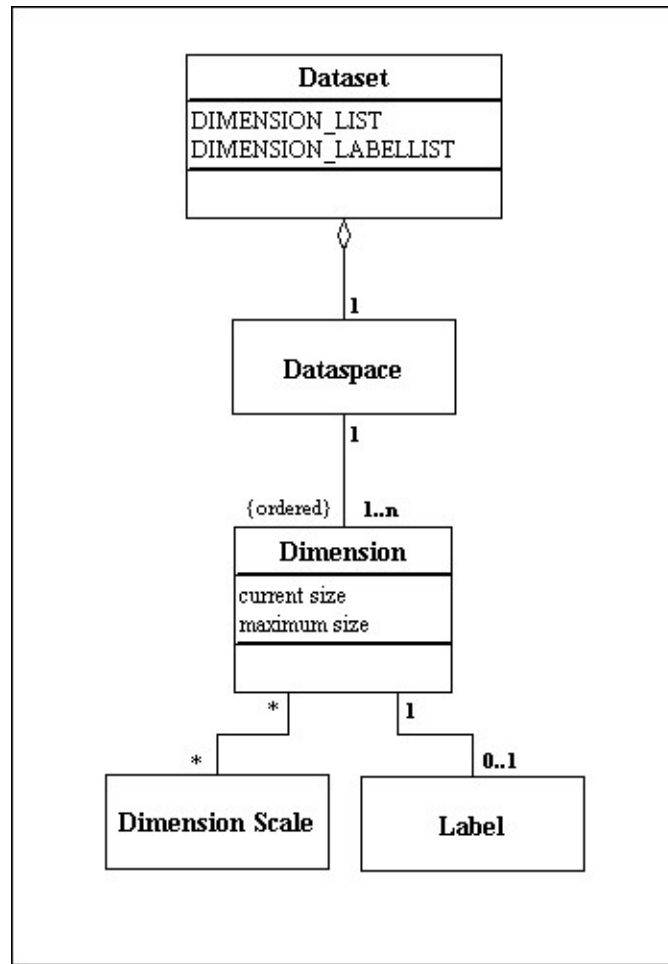 Dataset
DIMENSION_LIST
DIMENSION_LABELLIST
1
Dataspace
1
{ordered} 1..n
Dimension
current size
maximum size
* 1
* 0..1
Dimension Scale
Label